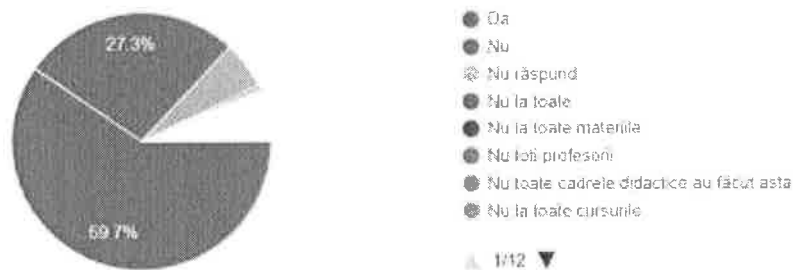 27.3%
59.7%
Da
Nu
Nu răspund
Nu la toate
Nu la toate materiile
Nu toti profesorii
Nu toate cadrele didactice au făcut asta
Nu la toate cursurile
1/12